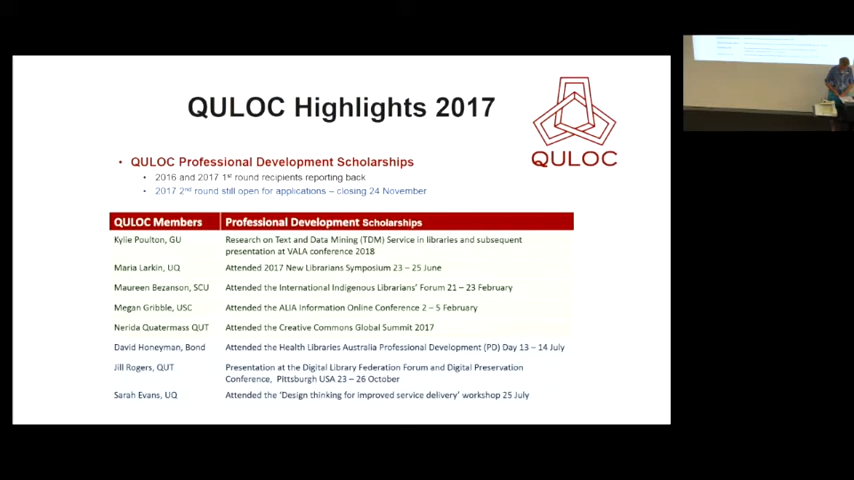 QULOC Highlights 2017
QULOC
• QULOC Professional Development Scholarships
• 2016 and 2017 1st round recipients reporting back
• 2017 2nd round still open for applications – closing 24 November
QULOC Members Professional Development Scholarships
Kylie Poulton, GU Research on Text and Data Mining (TDM) Service in libraries and subsequent
presentation at VALA conference 2018
Maria Larkin, UQ Attended 2017 New Librarians Symposium 23 – 25 June
Maureen Bezanson, SCU Attended the International Indigenous Librarians' Forum 21 – 23 February
Megan Gribble, USC Attended the ALIA Information Online Conference 2 – 5 February
Nerida Quatermass QUT Attended the Creative Commons Global Summit 2017
David Honeyman, Bond Attended the Health Libraries Australia Professional Development (PD) Day 13 – 14 July
Jill Rogers, QUT Presentation at the Digital Library Federation Forum and Digital Preservation
Conference, Pittsburgh USA 23 – 26 October
Sarah Evans, UQ Attended the 'Design thinking for improved service delivery' workshop 25 July